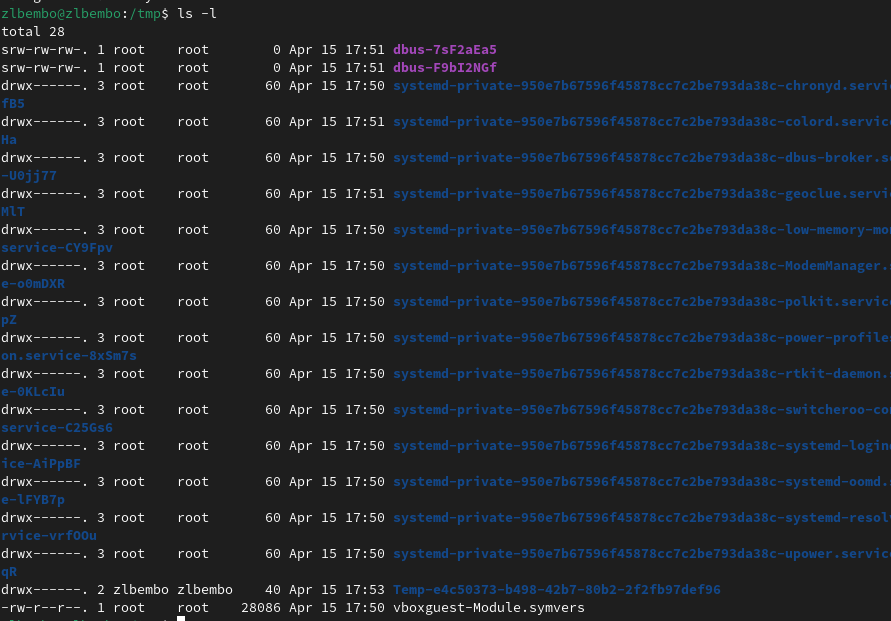 zlbembo@zlbembo:/tmp$ ls -l
total 28
srw-rw-rw-. 1 root    root        0 Apr 15 17:51 dbus-7sF2aEa5
srw-rw-rw-. 1 root    root        0 Apr 15 17:51 dbus-F9bI2NGf
drwx------. 3 root    root       60 Apr 15 17:50 systemd-private-950e7b67596f45878cc7c2be793da38c-chronyd.servi
fB5
drwx------. 3 root    root       60 Apr 15 17:51 systemd-private-950e7b67596f45878cc7c2be793da38c-colord.servic
Ha
drwx------. 3 root    root       60 Apr 15 17:50 systemd-private-950e7b67596f45878cc7c2be793da38c-dbus-broker.s
-U0jj77
drwx------. 3 root    root       60 Apr 15 17:51 systemd-private-950e7b67596f45878cc7c2be793da38c-geoclue.servi
MlT
drwx------. 3 root    root       60 Apr 15 17:50 systemd-private-950e7b67596f45878cc7c2be793da38c-low-memory-mo
service-CY9Fpv
drwx------. 3 root    root       60 Apr 15 17:50 systemd-private-950e7b67596f45878cc7c2be793da38c-ModemManager.
e-o0mDXR
drwx------. 3 root    root       60 Apr 15 17:50 systemd-private-950e7b67596f45878cc7c2be793da38c-polkit.servic
pZ
drwx------. 3 root    root       60 Apr 15 17:50 systemd-private-950e7b67596f45878cc7c2be793da38c-power-profile
on.service-8xSm7s
drwx------. 3 root    root       60 Apr 15 17:50 systemd-private-950e7b67596f45878cc7c2be793da38c-rtkit-daemon.
e-0KLcIu
drwx------. 3 root    root       60 Apr 15 17:50 systemd-private-950e7b67596f45878cc7c2be793da38c-switcheroo-co
service-C25Gs6
drwx------. 3 root    root       60 Apr 15 17:50 systemd-private-950e7b67596f45878cc7c2be793da38c-systemd-login
ice-AiPpBF
drwx------. 3 root    root       60 Apr 15 17:50 systemd-private-950e7b67596f45878cc7c2be793da38c-systemd-oomd.
e-lFYB7p
drwx------. 3 root    root       60 Apr 15 17:50 systemd-private-950e7b67596f45878cc7c2be793da38c-systemd-resol
rvice-vrfOOu
drwx------. 3 root    root       60 Apr 15 17:50 systemd-private-950e7b67596f45878cc7c2be793da38c-upower.servic
qR
drwx------. 2 zlbembo zlbembo    40 Apr 15 17:53 Temp-e4c50373-b498-42b7-80b2-2f2fb97def96
-rw-r--r--. 1 root    root    28086 Apr 15 17:50 vboxguest-Module.symvers